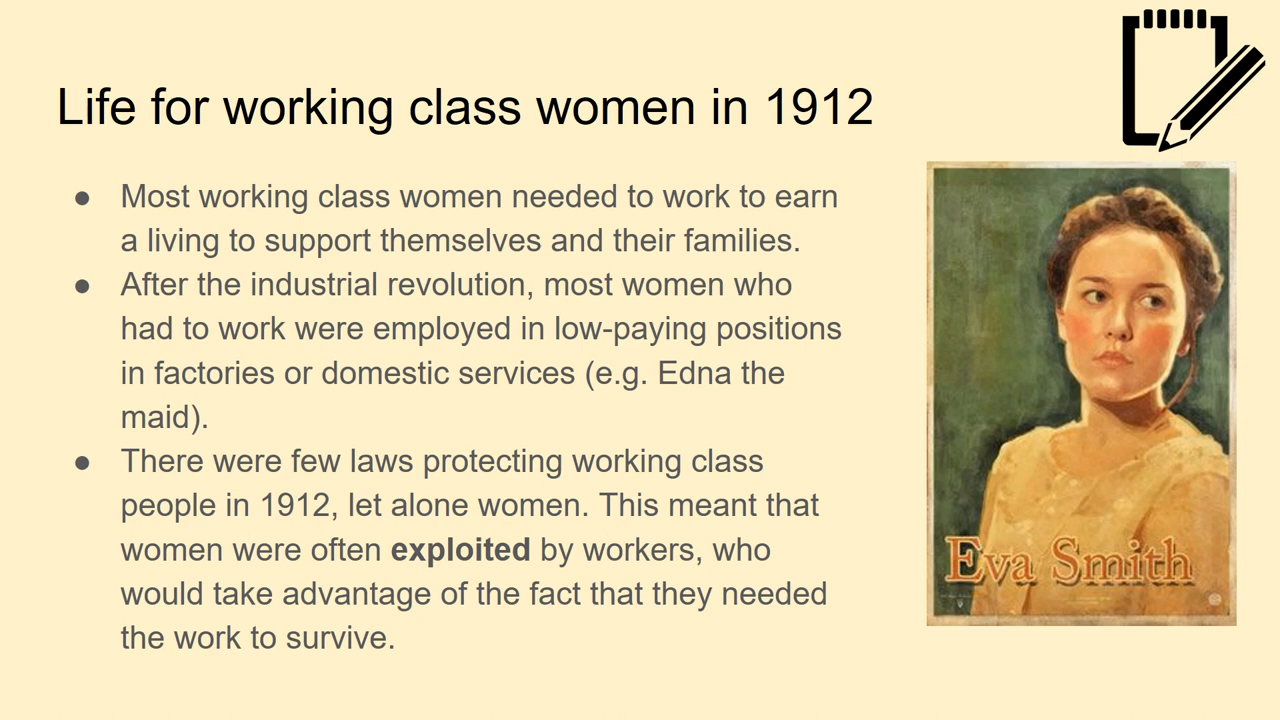 Life for working class women in 1912
● Most working class women needed to work to earn
a living to support themselves and their families.
● After the industrial revolution, most women who
had to work were employed in low-paying positions
in factories or domestic services (e.g. Edna the
maid).
● There were few laws protecting working class
people in 1912, let alone women. This meant that
women were often exploited by workers, who
would take advantage of the fact that they needed
the work to survive.
Eva Smith